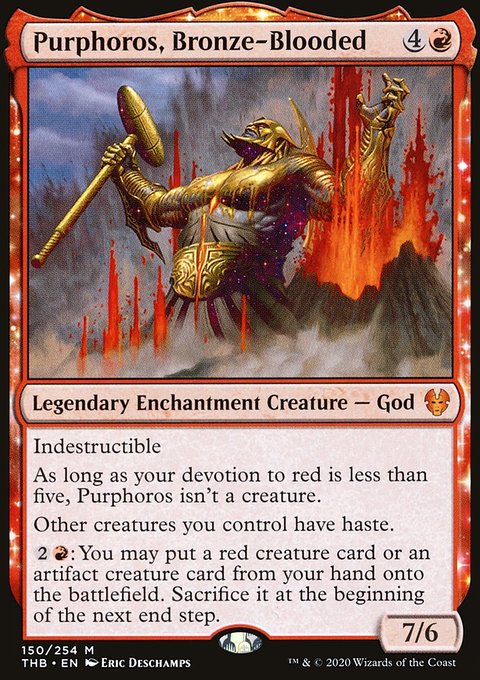 Purphoros, Bronze-Blooded 4
Legendary Enchantment Creature — God
Indestructible
As long as your devotion to red is less than
five, Purphoros isn't a creature.
Other creatures you control have haste.
2 : You may put a red creature card or an
artifact creature card from your hand onto
the battlefield. Sacrifice it at the beginning
of the next end step.
7/6
150/254 M
THB • EN Eric Deschamps
™ & © 2020 Wizards of the Coast